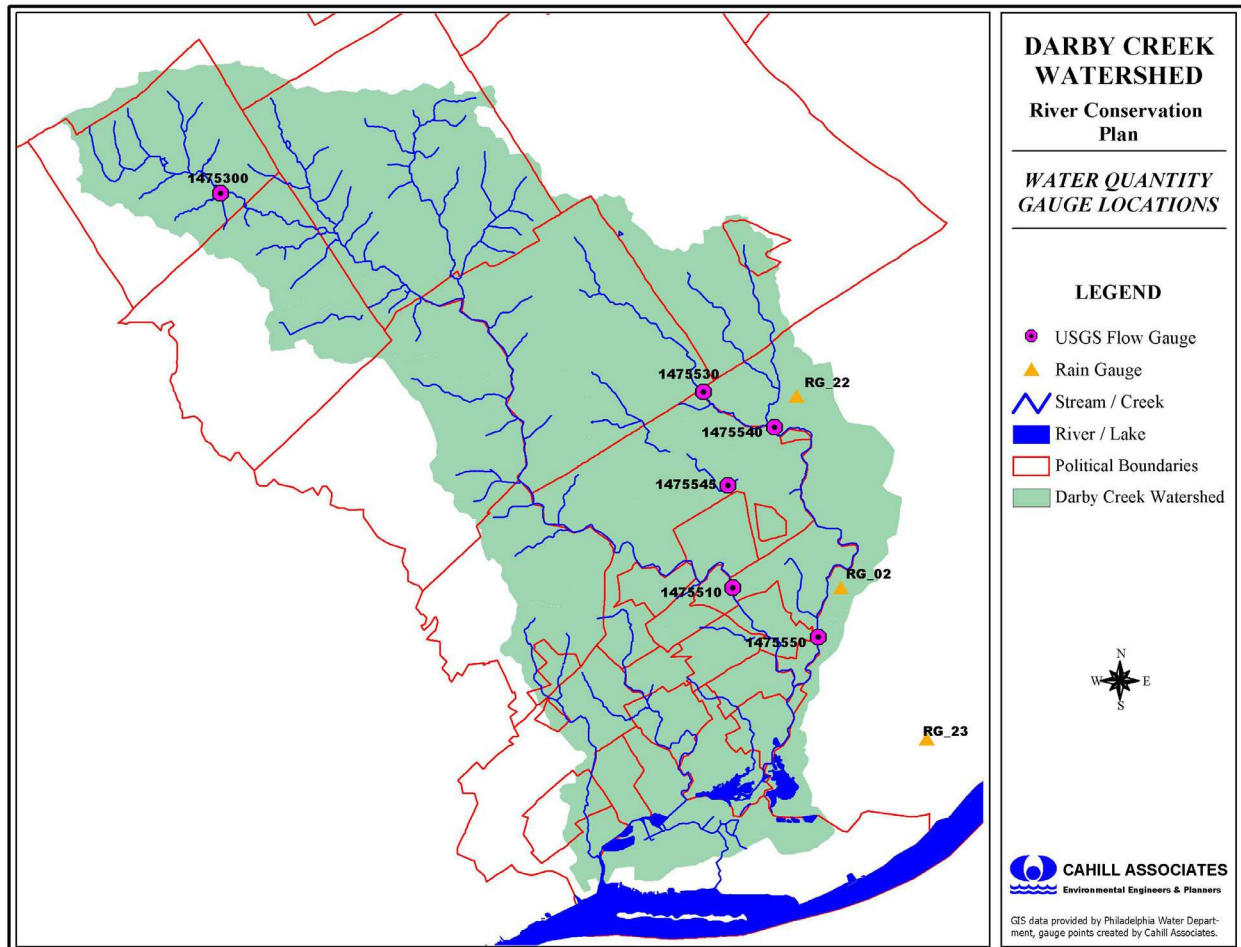 DARBY CREEK
WATERSHED
River Conservation
Plan
WATER QUANTITY
GAUGE LOCATIONS
LEGEND
USGS Flow Gauge
Rain Gauge
Stream / Creek
River / Lake
Political Boundaries
Darby Creek Watershed
1475300
1475530
RG_22
1475540
1475545
RG_02
1475510
1475550
RG_23
N
W E
S
CAHILL ASSOCIATES
Environmental Engineers & Planners
GIS data provided by Philadelphia Water Depart-
ment, gauge points created by Cahill Associates.